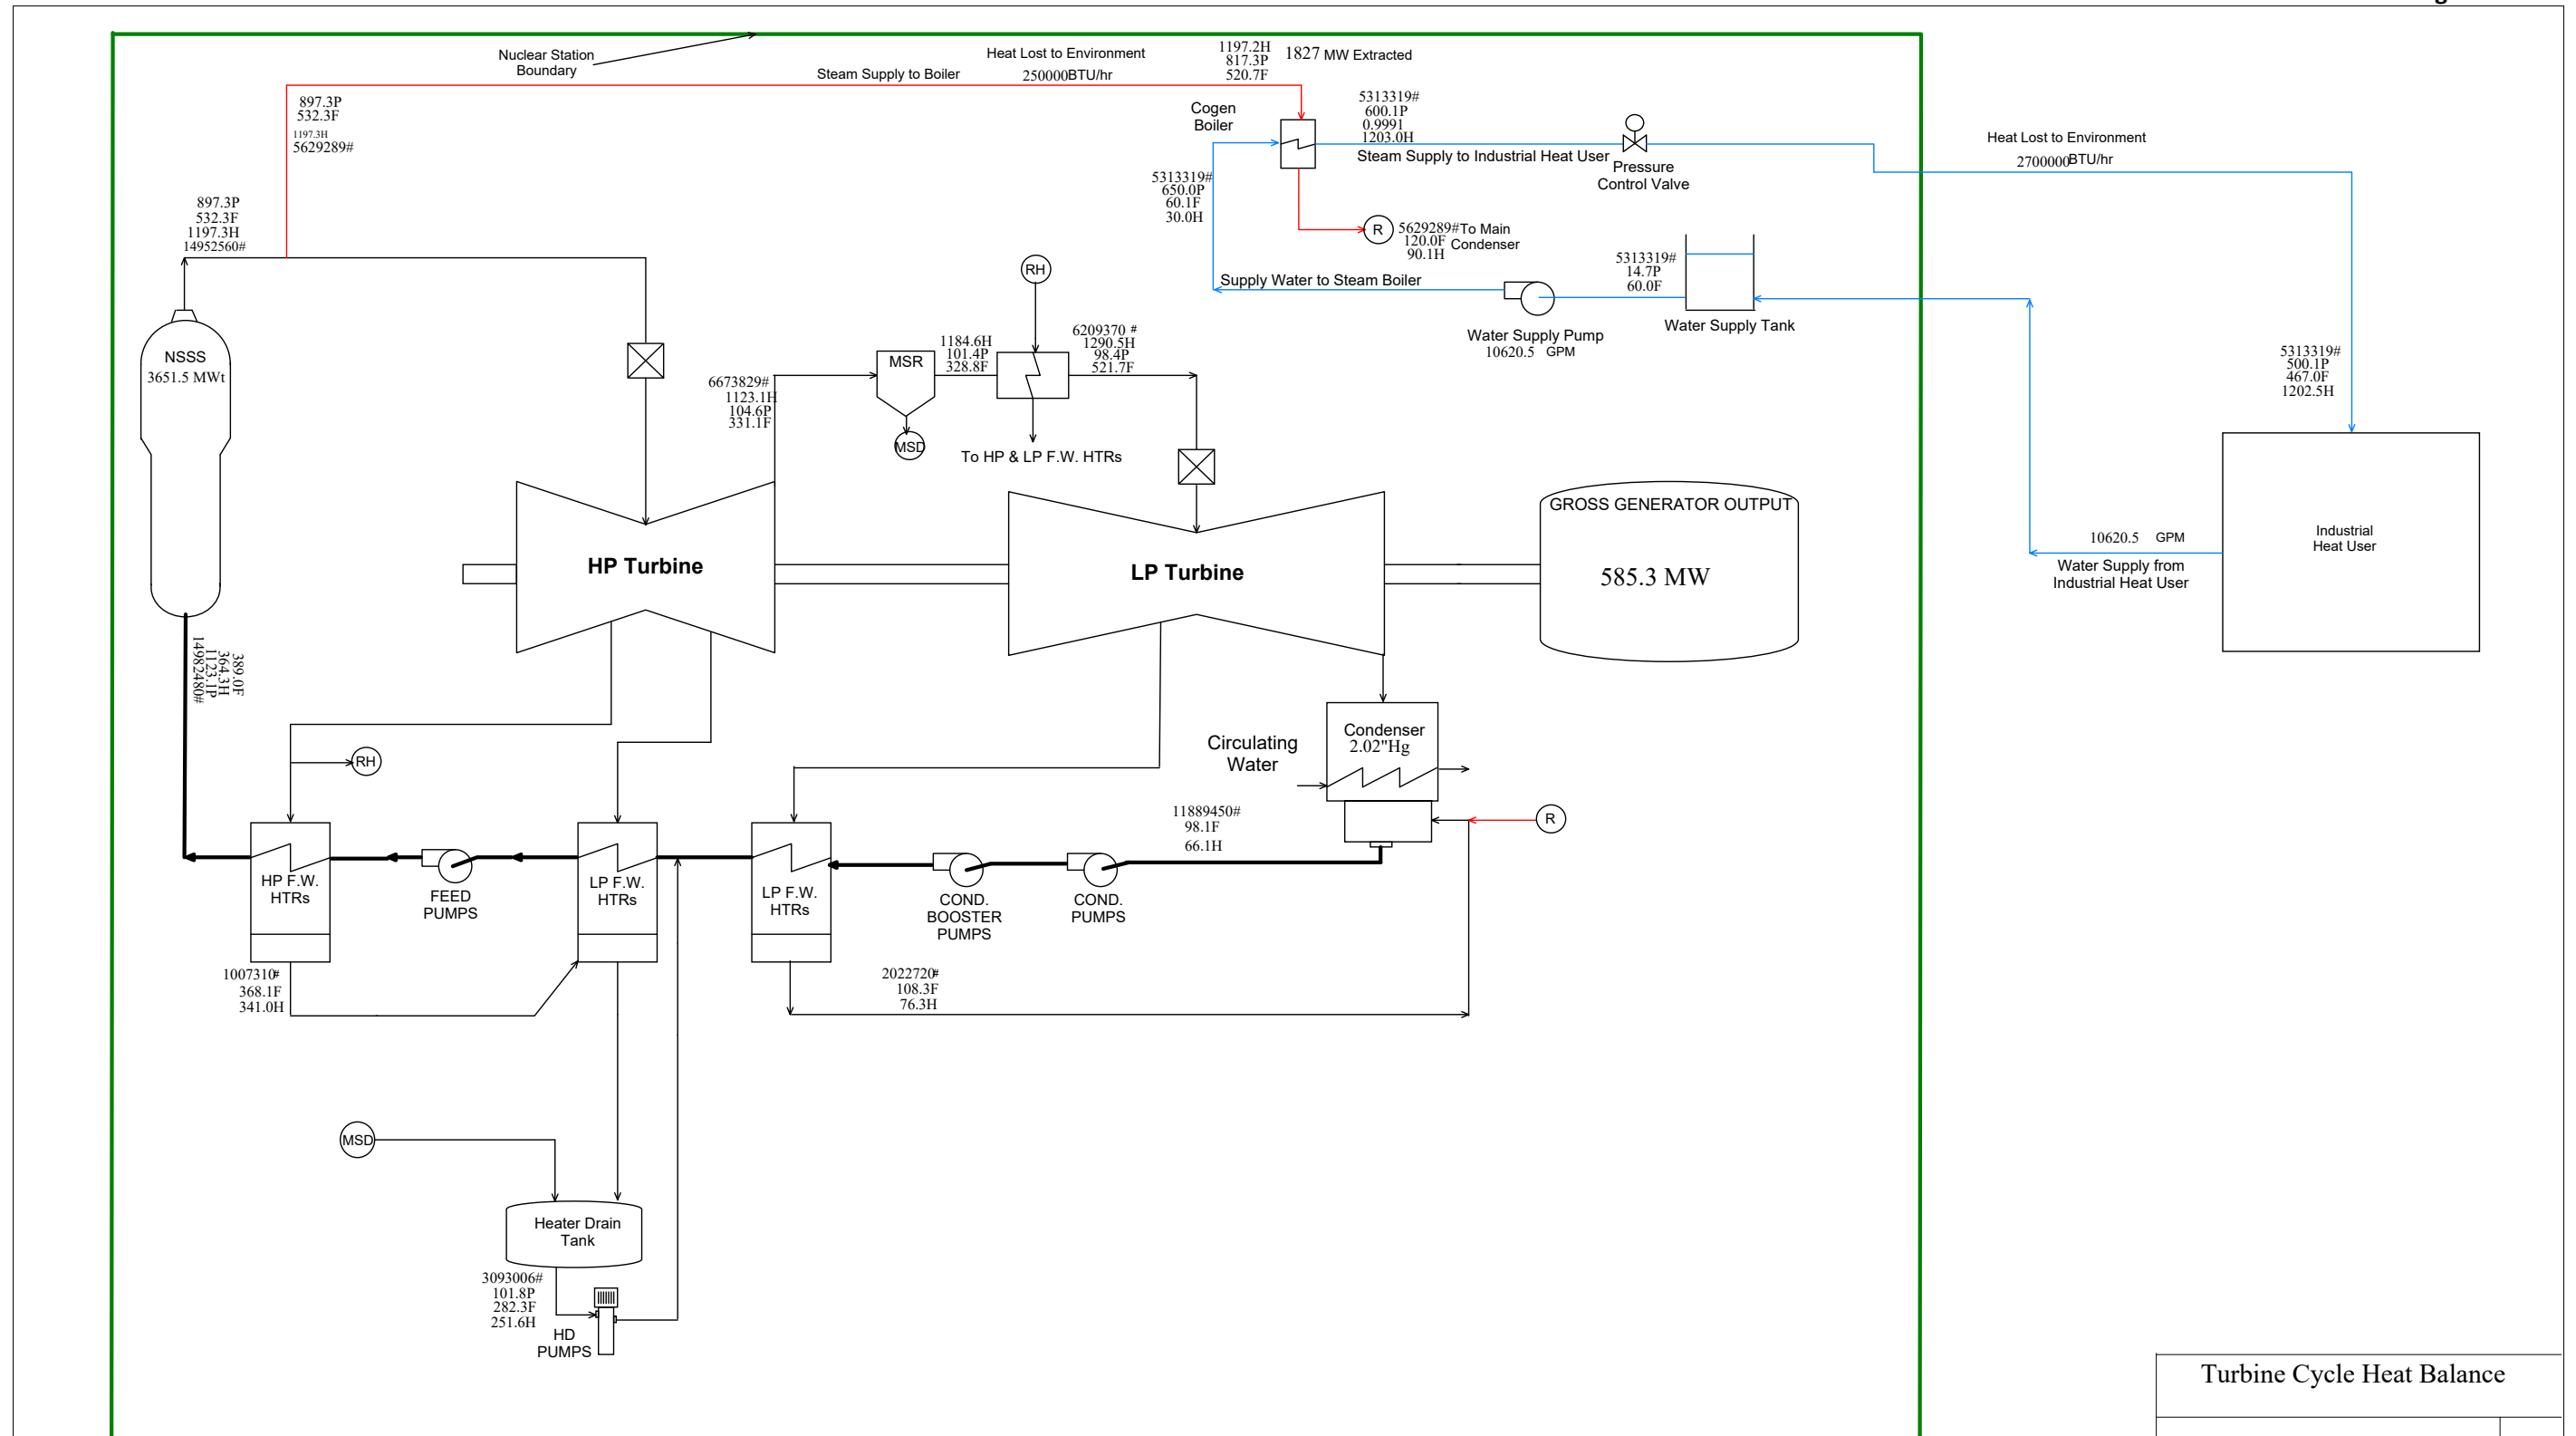 g
Nuclear Station
Boundary
Heat Lost to Environment
250000BTU/hr
Steam Supply to Boiler
1197.2H
817.3P
520.7F
1827 MW Extracted
897.3P
532.3F
1197.3H
5629289#
Cogen
Boiler
5313319#
600.1P
0.9991
1203.0H
Steam Supply to Industrial Heat User
Pressure
Control Valve
Heat Lost to Environment
2700000BTU/hr
897.3P
532.3F
1197.3H
14952560#
5313319#
650.0P
60.1F
30.0H
R
5629289#To Main
120.0F Condenser
90.1H
Supply Water to Steam Boiler
5313319#
14.7P
60.0F
Water Supply Pump
10620.5 GPM
Water Supply Tank
NSSS
3651.5 MWt
RH
6673829#
1123.1H
104.6P
331.1F
MSR
MSD
1184.6H
101.4P
328.8F
6209370 #
1290.5H
98.4P
521.7F
To HP & LP F.W. HTRs
5313319#
500.1P
467.0F
1202.5H
HP Turbine
LP Turbine
GROSS GENERATOR OUTPUT
585.3 MW
Industrial
Heat User
10620.5 GPM
Water Supply from
Industrial Heat User
389.0F
364.3H
1123.1P
14982480#
RH
Condenser
2.02"Hg
Circulating
Water
11889450#
98.1F
66.1H
R
HP F.W.
HTRs
FEED
PUMPS
LP F.W.
HTRs
LP F.W.
HTRs
COND.
BOOSTER
PUMPS
COND.
PUMPS
1007310#
368.1F
341.0H
2022720#
108.3F
76.3H
MSD
Heater Drain
Tank
3093006#
101.8P
282.3F
251.6H
HD
PUMPS
Turbine Cycle Heat Balance